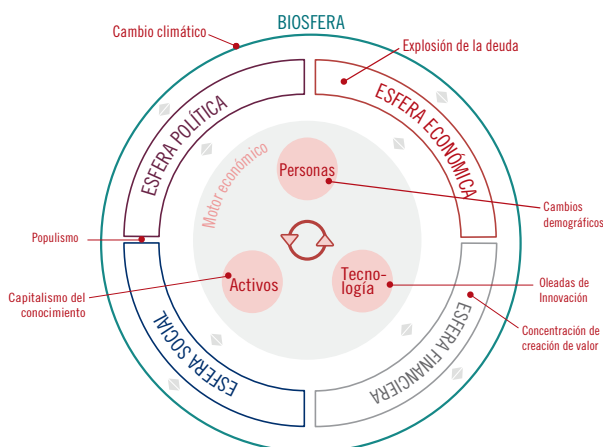 BIOSFERA
Cambio climático
Explosión de la deuda
ESFERA POLÍTICA
ESFERA ECONÓMICA
Motor económico
Personas
Cambios
demográficos
Populismo
Activos
Tecno-
logía
Capitalismo del
conocimiento
Oleadas de
Innovación
ESFERA SOCIAL
ESFERA FINANCIERA
Concentración de
creación de valor